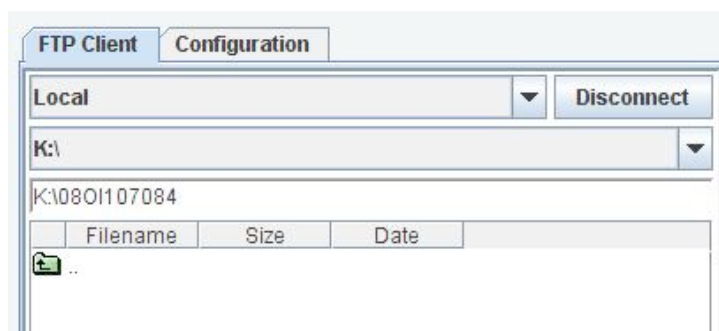 FTP Client Configuration
Local Disconnect
K:\
K:\08OI107084
Filename Size Date
..